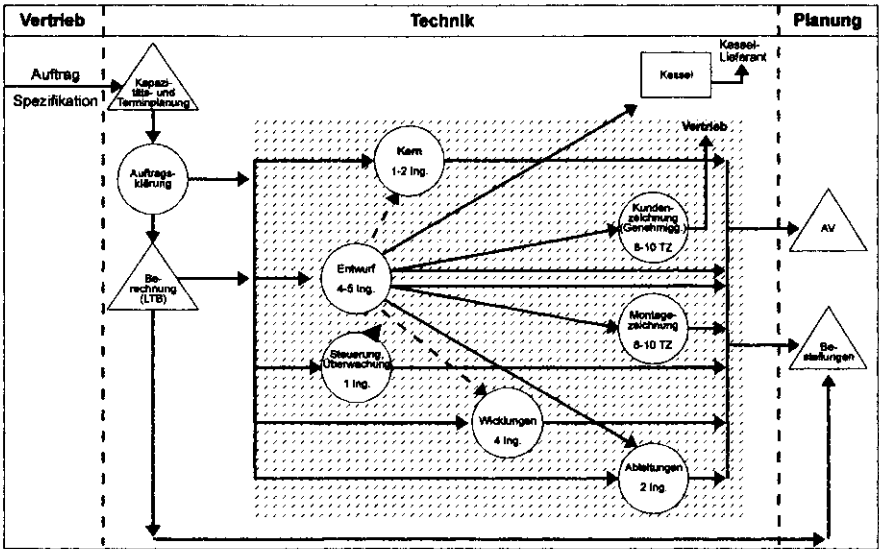 Vertrieb
Technik
Planung
Auftrag
Spezifikation
Kapazi-
täts- und
Terminplanung
Kessel
Kessel-
Lieferant
Auftrags-
klärung
Kern
1-2 Ing.
Vertrieb
Kunden-
zeichnung
(Genehmigg.)
8-10 TZ
AV
Be-
rechnung
(LTB)
Entwurf
4-5 Ing.
Montage-
zeichnung
8-10 TZ
Be-
stellungen
Steuerung,
Überwachung
1 Ing.
Wicklungen
4 Ing.
Ableitungen
2 Ing.